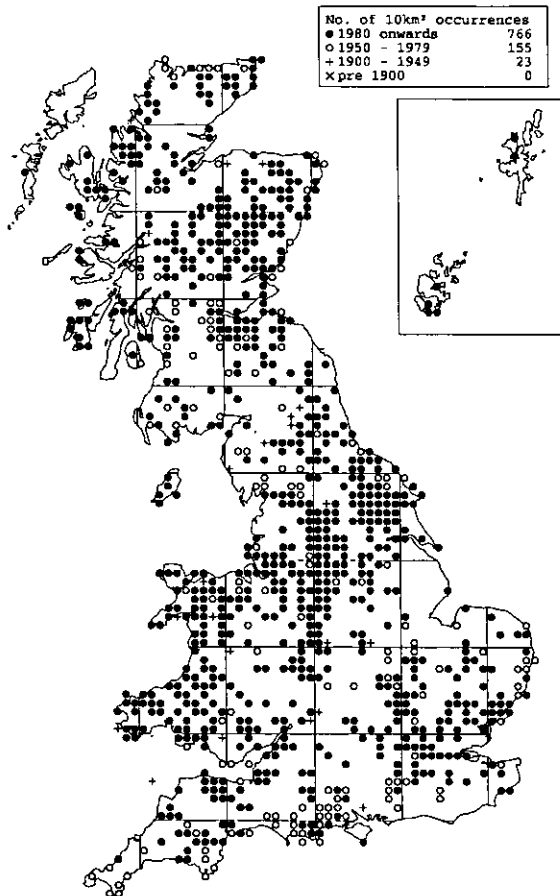 No. of 10km² occurrences
● 1980 onwards 766
○ 1950 - 1979 155
+ 1900 - 1949 23
× pre 1900 0